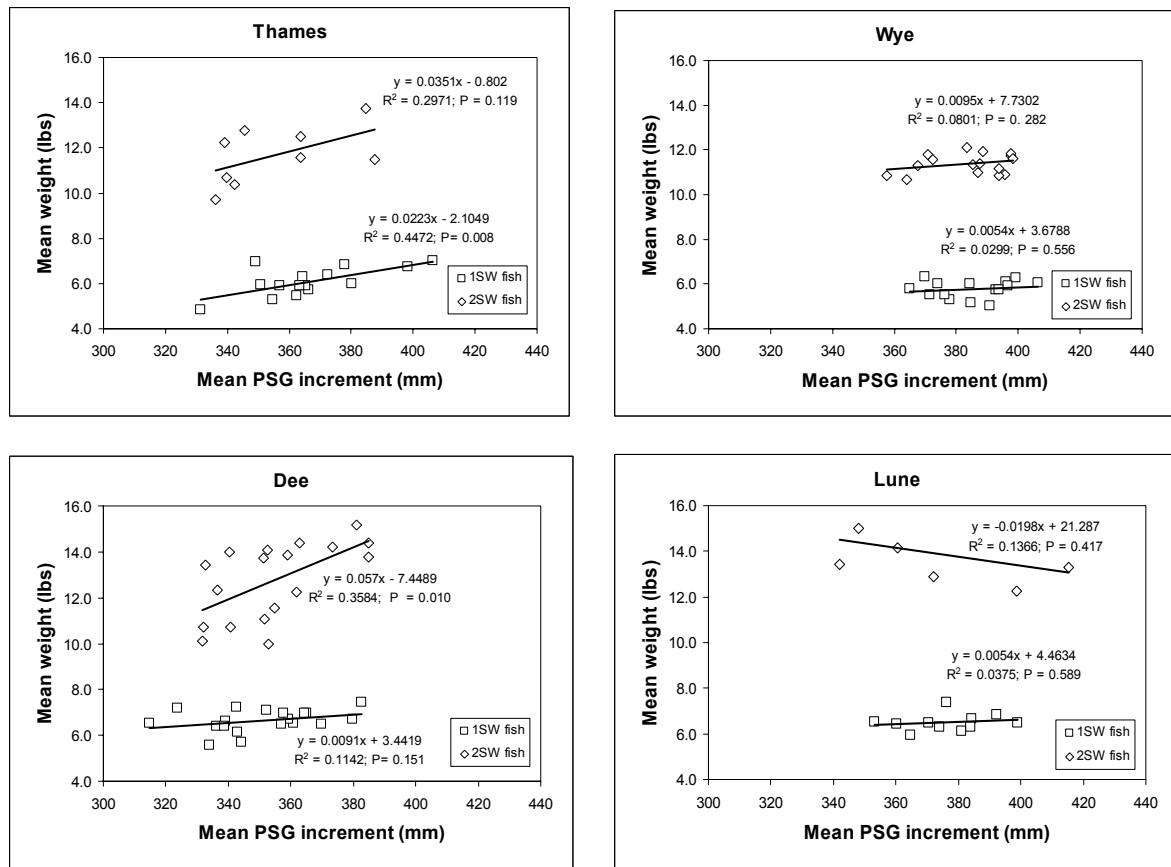 Thames
Mean weight (lbs)
16.0
14.0
12.0
10.0
8.0
6.0
4.0
y = 0.0351x - 0.802
R² = 0.2971; P = 0.119
y = 0.0223x - 2.1049
R² = 0.4472; P= 0.008
1SW fish
2SW fish
300 320 340 360 380 400 420 440
Mean PSG increment (mm)
Wye
Mean weight (lbs)
16.0
14.0
12.0
10.0
8.0
6.0
4.0
y = 0.0095x + 7.7302
R² = 0.0801; P = 0. 282
y = 0.0054x + 3.6788
R² = 0.0299; P = 0.556
1SW fish
2SW fish
300 320 340 360 380 400 420 440
Mean PSG increment (mm)
Dee
Mean weight (lbs)
16.0
14.0
12.0
10.0
8.0
6.0
4.0
y = 0.057x - 7.4489
R² = 0.3584; P = 0.010
y = 0.0091x + 3.4419
R² = 0.1142; P= 0.151
1SW fish
2SW fish
300 320 340 360 380 400 420 440
Mean PSG increment (mm)
Lune
Mean weight (lbs)
16.0
14.0
12.0
10.0
8.0
6.0
4.0
y = -0.0198x + 21.287
R² = 0.1366; P = 0.417
y = 0.0054x + 4.4634
R² = 0.0375; P = 0.589
1SW fish
2SW fish
300 320 340 360 380 400 420 440
Mean PSG increment (mm)